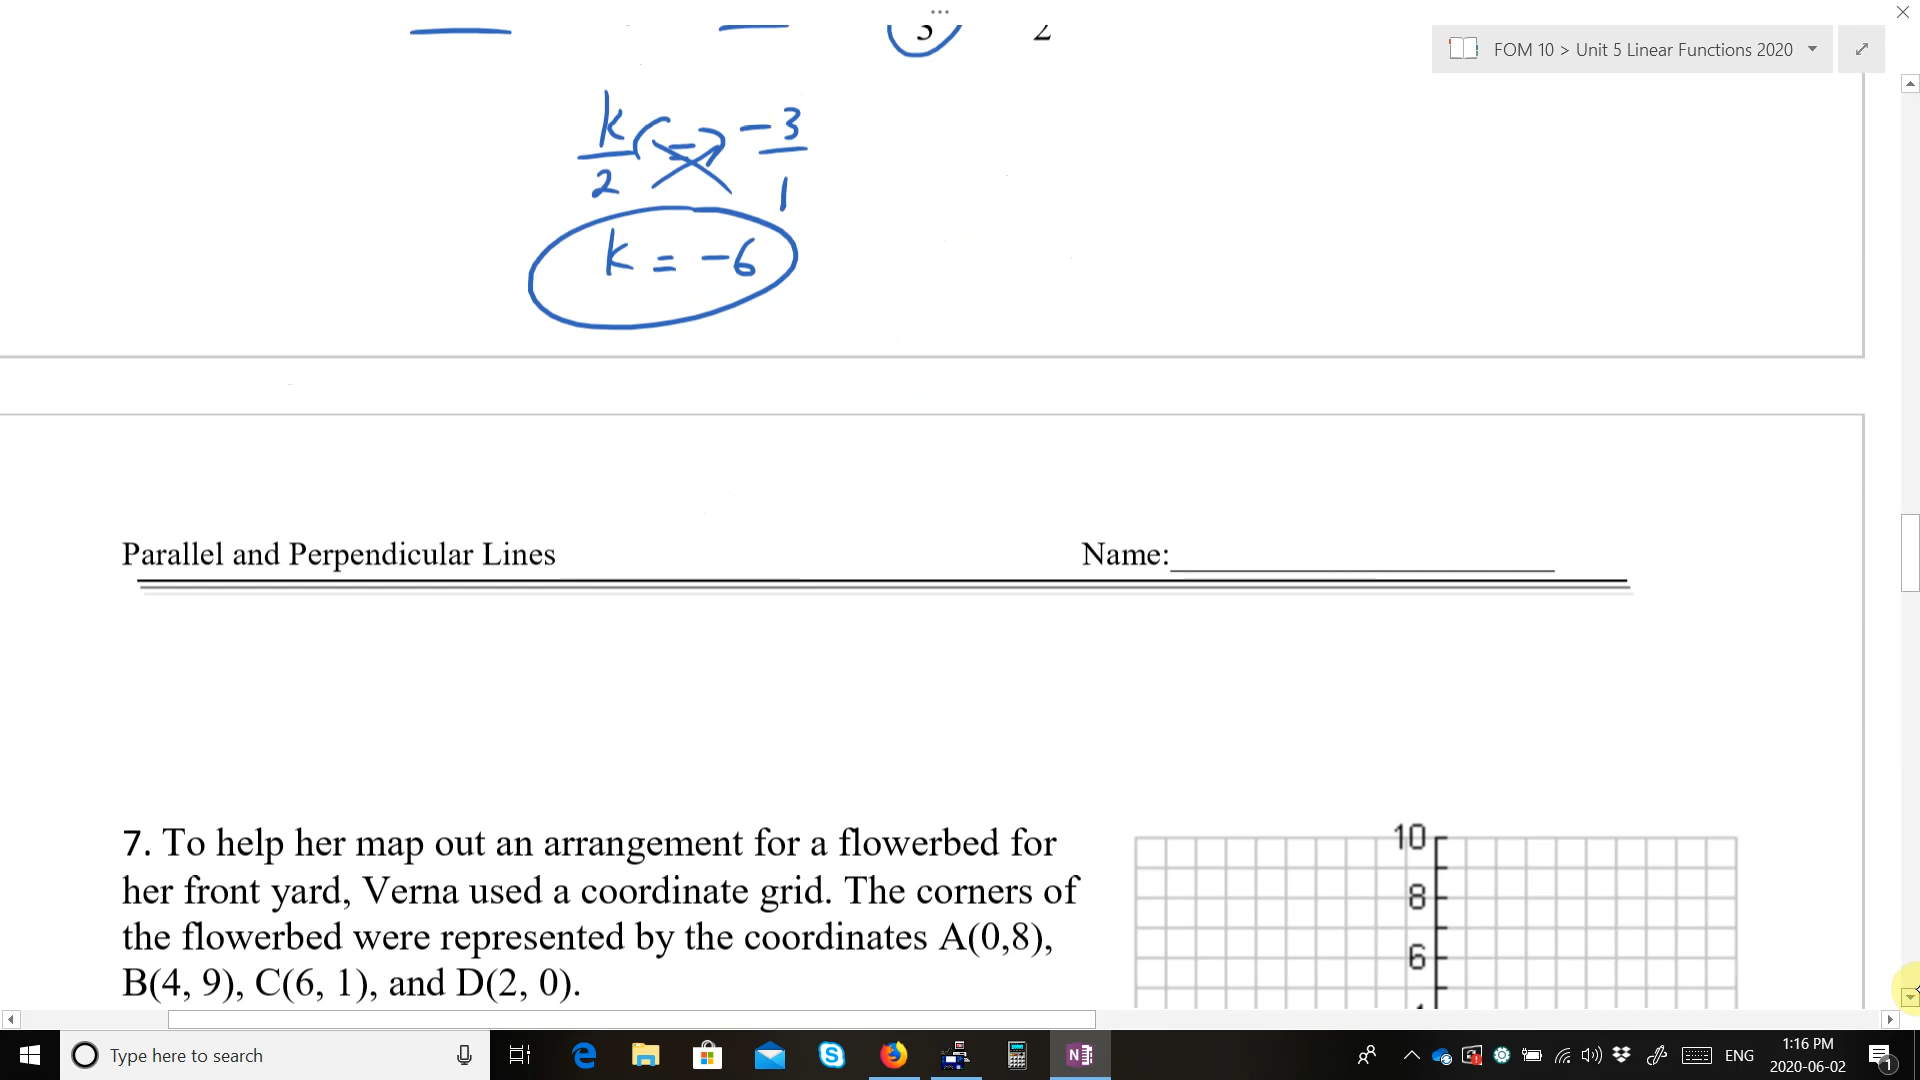 FOM 10 > Unit 5 Linear Functions 2020
k/2 = -3/1
k = -6
Parallel and Perpendicular Lines Name:
7. To help her map out an arrangement for a flowerbed for
her front yard, Verna used a coordinate grid. The corners of
the flowerbed were represented by the coordinates A(0,8),
B(4, 9), C(6, 1), and D(2, 0).
10
8
6
Type here to search
ENG
1:16 PM
2020-06-02
1